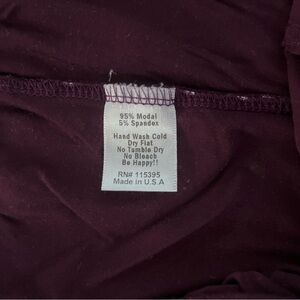 95% Modal
5% Spandex
Hand Wash Cold
Dry Flat
No Tumble Dry
No Bleach
Be Happy!!
RN# 115395
Made in U.S.A